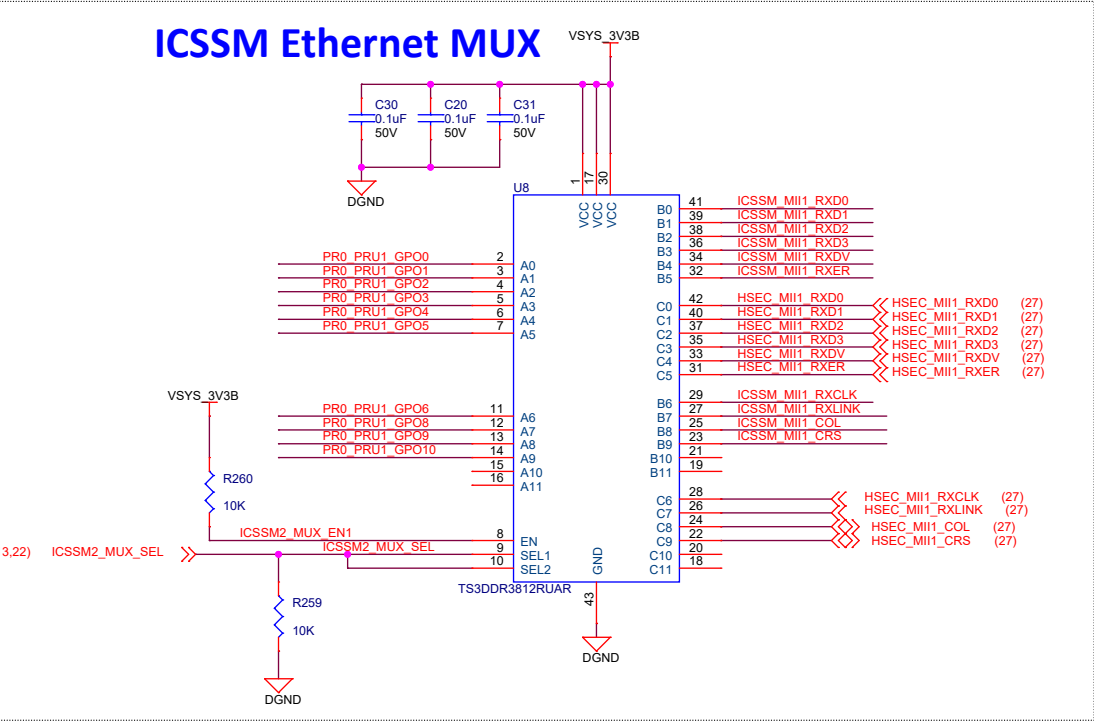 ICSSM Ethernet MUX
VSYS_3V3B
C30
0.1uF
50V
C20
0.1uF
50V
C31
0.1uF
50V
DGND
1
17
30
U8
VCC
VCC
VCC
PR0_PRU1_GPO0 2 A0
PR0_PRU1_GPO1 3 A1
PR0_PRU1_GPO2 4 A2
PR0_PRU1_GPO3 5 A3
PR0_PRU1_GPO4 6 A4
PR0_PRU1_GPO5 7 A5
B0 41 ICSSM_MII1_RXD0
B1 39 ICSSM_MII1_RXD1
B2 38 ICSSM_MII1_RXD2
B3 36 ICSSM_MII1_RXD3
B4 34 ICSSM_MII1_RXDV
B5 32 ICSSM_MII1_RXER
C0 42 HSEC_MII1_RXD0 HSEC_MII1_RXD0 (27)
C1 40 HSEC_MII1_RXD1 HSEC_MII1_RXD1 (27)
C2 37 HSEC_MII1_RXD2 HSEC_MII1_RXD2 (27)
C3 35 HSEC_MII1_RXD3 HSEC_MII1_RXD3 (27)
C4 33 HSEC_MII1_RXDV HSEC_MII1_RXDV (27)
C5 31 HSEC_MII1_RXER HSEC_MII1_RXER (27)
PR0_PRU1_GPO6 11 A6
PR0_PRU1_GPO8 12 A7
PR0_PRU1_GPO9 13 A8
PR0_PRU1_GPO10 14 A9
15 A10
16 A11
B6 29 ICSSM_MII1_RXCLK
B7 27 ICSSM_MII1_RXLINK
B8 25 ICSSM_MII1_COL
B9 23 ICSSM_MII1_CRS
B10 21
B11 19
C6 28 HSEC_MII1_RXCLK (27)
C7 26 HSEC_MII1_RXLINK (27)
C8 24 HSEC_MII1_COL (27)
C9 22 HSEC_MII1_CRS (27)
C10 20
C11 18
VSYS_3V3B
R260
10K
ICSSM2_MUX_EN1 8 EN
3,22) ICSSM2_MUX_SEL ICSSM2_MUX_SEL 9 SEL1
10 SEL2
GND
TS3DDR3812RUAR
43
R259
10K
DGND
DGND